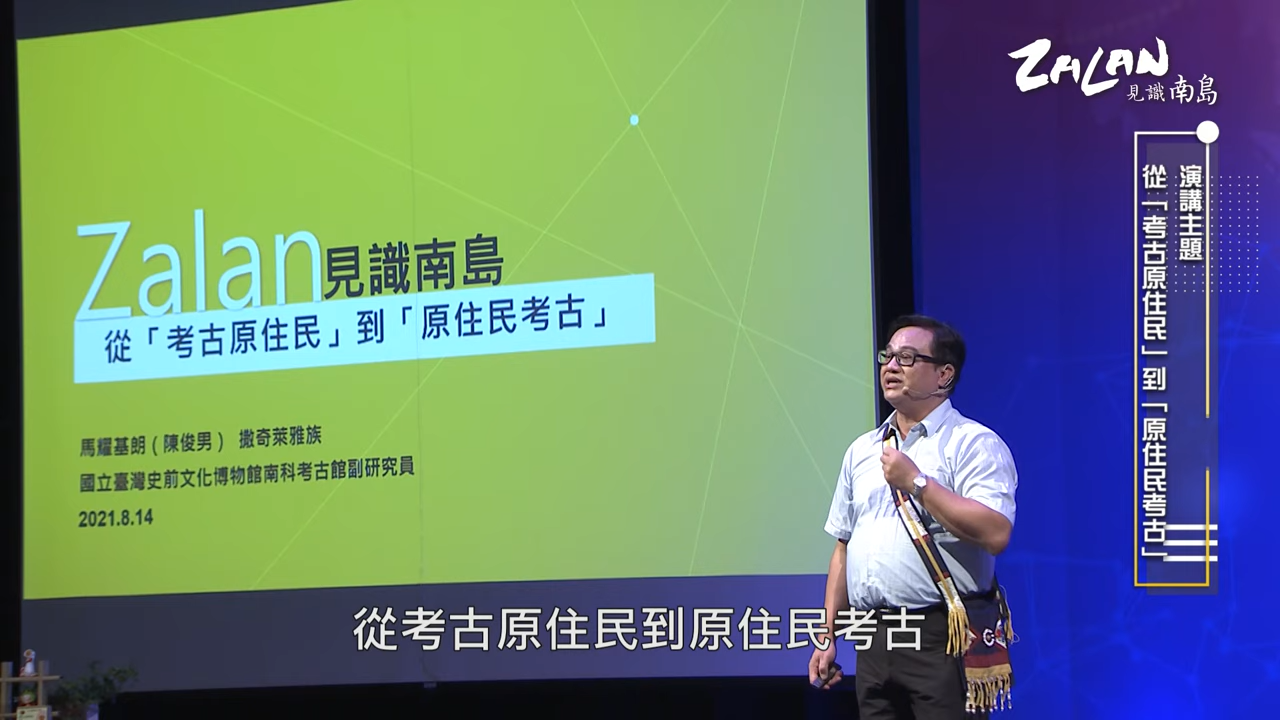 Zalan見識南島
從「考古原住民」到「原住民考古」
馬耀基朗(陳俊男) 撒奇萊雅族
國立臺灣史前文化博物館南科考古館副研究員
2021.8.14
ZALAN
見識南島
演講主題
從「考古原住民」到「原住民考古」
從考古原住民到原住民考古